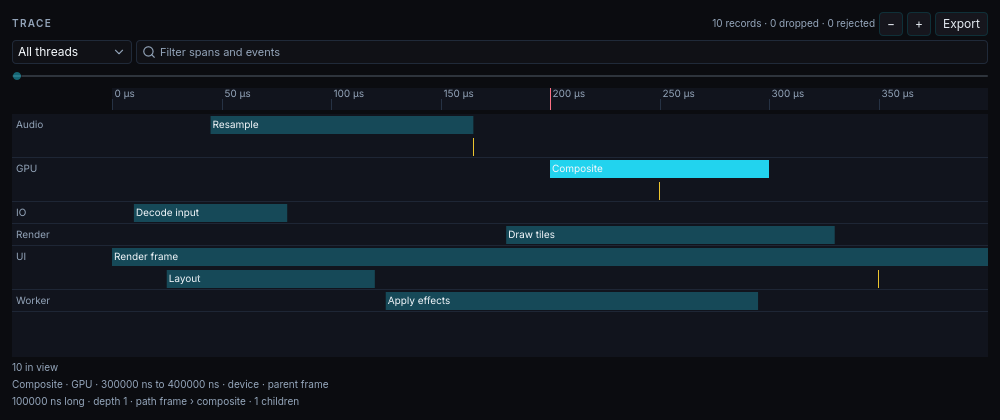 TRACE
10 records · 0 dropped · 0 rejected − + Export
All threads
Filter spans and events
0 µs 50 µs 100 µs 150 µs 200 µs 250 µs 300 µs 350 µs
Audio Resample
GPU Composite
IO Decode input
Render Draw tiles
UI Render frame
Layout
Worker Apply effects
10 in view
Composite · GPU · 300000 ns to 400000 ns · device · parent frame
100000 ns long · depth 1 · path frame › composite · 1 children